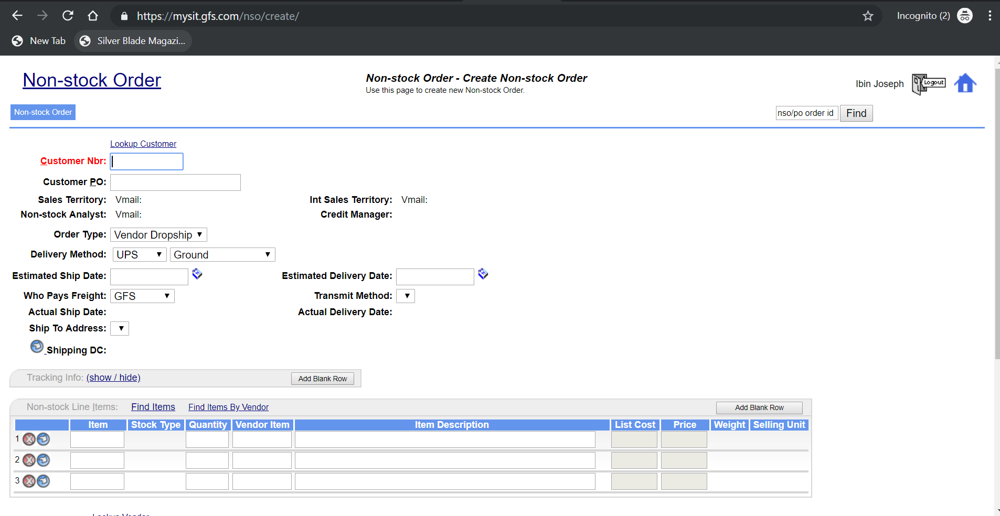 https://mysit.gfs.com/nso/create/
Incognito (2)
New Tab
Silver Blade Magazi...
Non-stock Order
Non-stock Order - Create Non-stock Order
Use this page to create new Non-stock Order.
Ibin Joseph
Logout
Non-stock Order
nso/po order id
Find
Lookup Customer
Customer Nbr:
Customer PO:
Sales Territory: Vmail: Int Sales Territory: Vmail:
Non-stock Analyst: Vmail: Credit Manager:
Order Type: Vendor Dropship
Delivery Method: UPS Ground
Estimated Ship Date: Estimated Delivery Date:
Who Pays Freight: GFS Transmit Method:
Actual Ship Date: Actual Delivery Date:
Ship To Address:
Shipping DC:
Tracking Info: (show / hide) Add Blank Row
Non-stock Line Items: Find Items Find Items By Vendor Add Blank Row
Item Stock Type Quantity Vendor Item Item Description List Cost Price Weight Selling Unit
1
2
3
Lookup Vendor